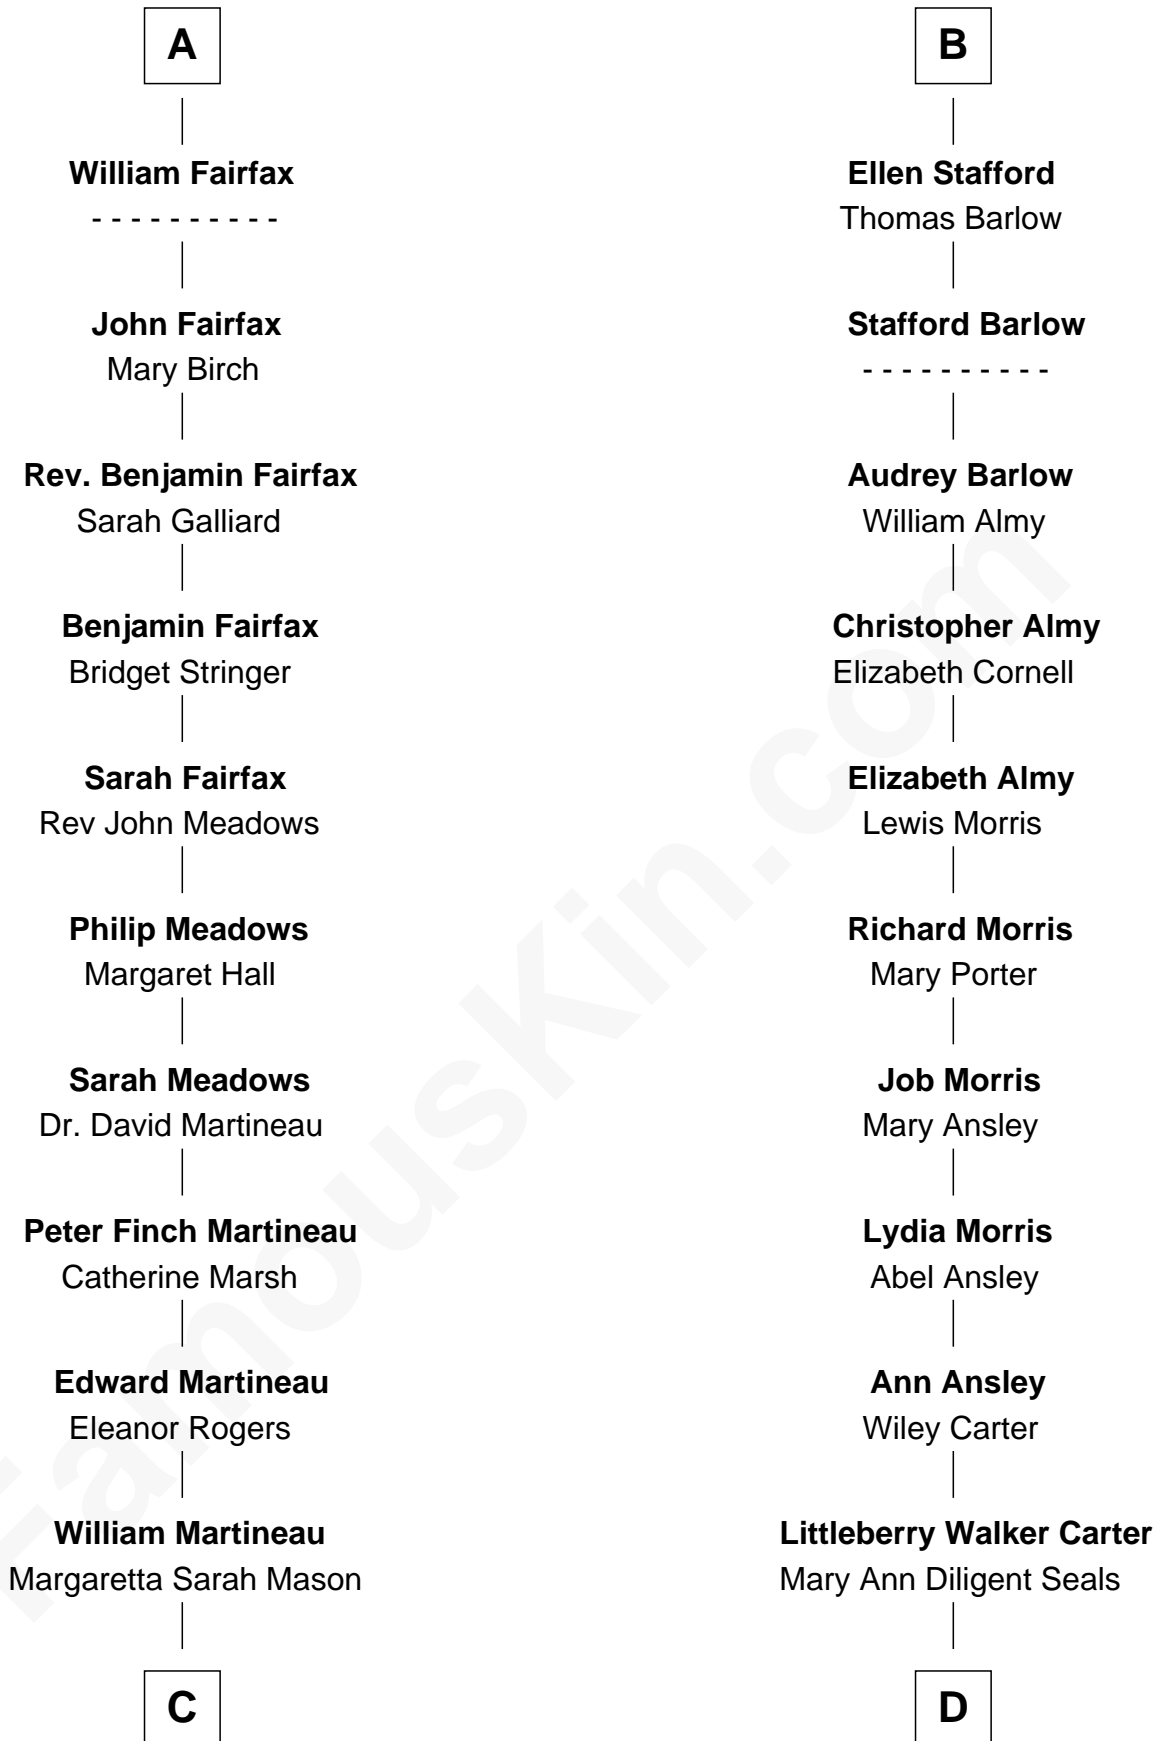 A
William Fairfax
- - - - - - - - - -
John Fairfax
Mary Birch
Rev. Benjamin Fairfax
Sarah Galliard
Benjamin Fairfax
Bridget Stringer
Sarah Fairfax
Rev John Meadows
Philip Meadows
Margaret Hall
Sarah Meadows
Dr. David Martineau
Peter Finch Martineau
Catherine Marsh
Edward Martineau
Eleanor Rogers
William Martineau
Margaretta Sarah Mason
C
B
Ellen Stafford
Thomas Barlow
Stafford Barlow
- - - - - - - - - -
Audrey Barlow
William Almy
Christopher Almy
Elizabeth Cornell
Elizabeth Almy
Lewis Morris
Richard Morris
Mary Porter
Job Morris
Mary Ansley
Lydia Morris
Abel Ansley
Ann Ansley
Wiley Carter
Littleberry Walker Carter
Mary Ann Diligent Seals
D
FamousKin.com